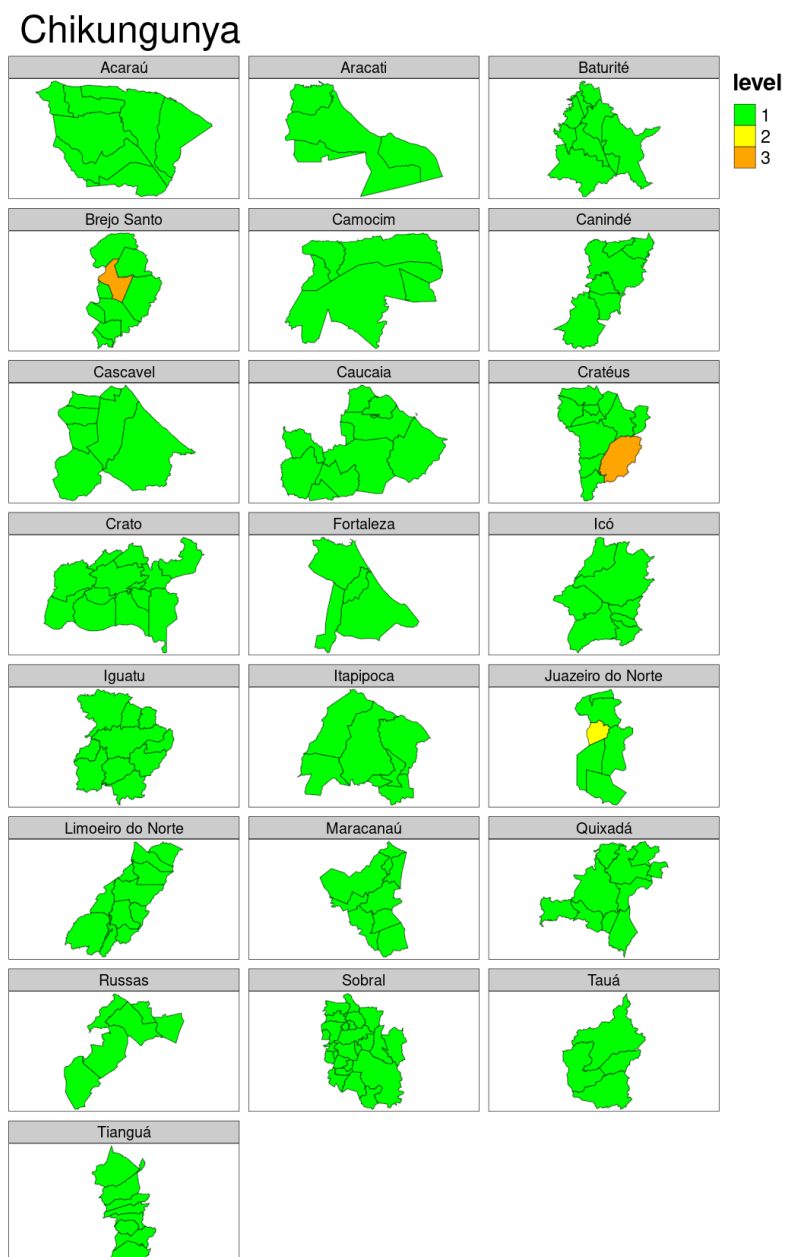 Chikungunya
Acaraú
Aracati
Baturité
level
1
2
3
Brejo Santo
Camocim
Canindé
Cascavel
Caucaia
Cratéus
Crato
Fortaleza
Icó
Iguatu
Itapipoca
Juazeiro do Norte
Limoeiro do Norte
Maracanaú
Quixadá
Russas
Sobral
Tauá
Tianguá